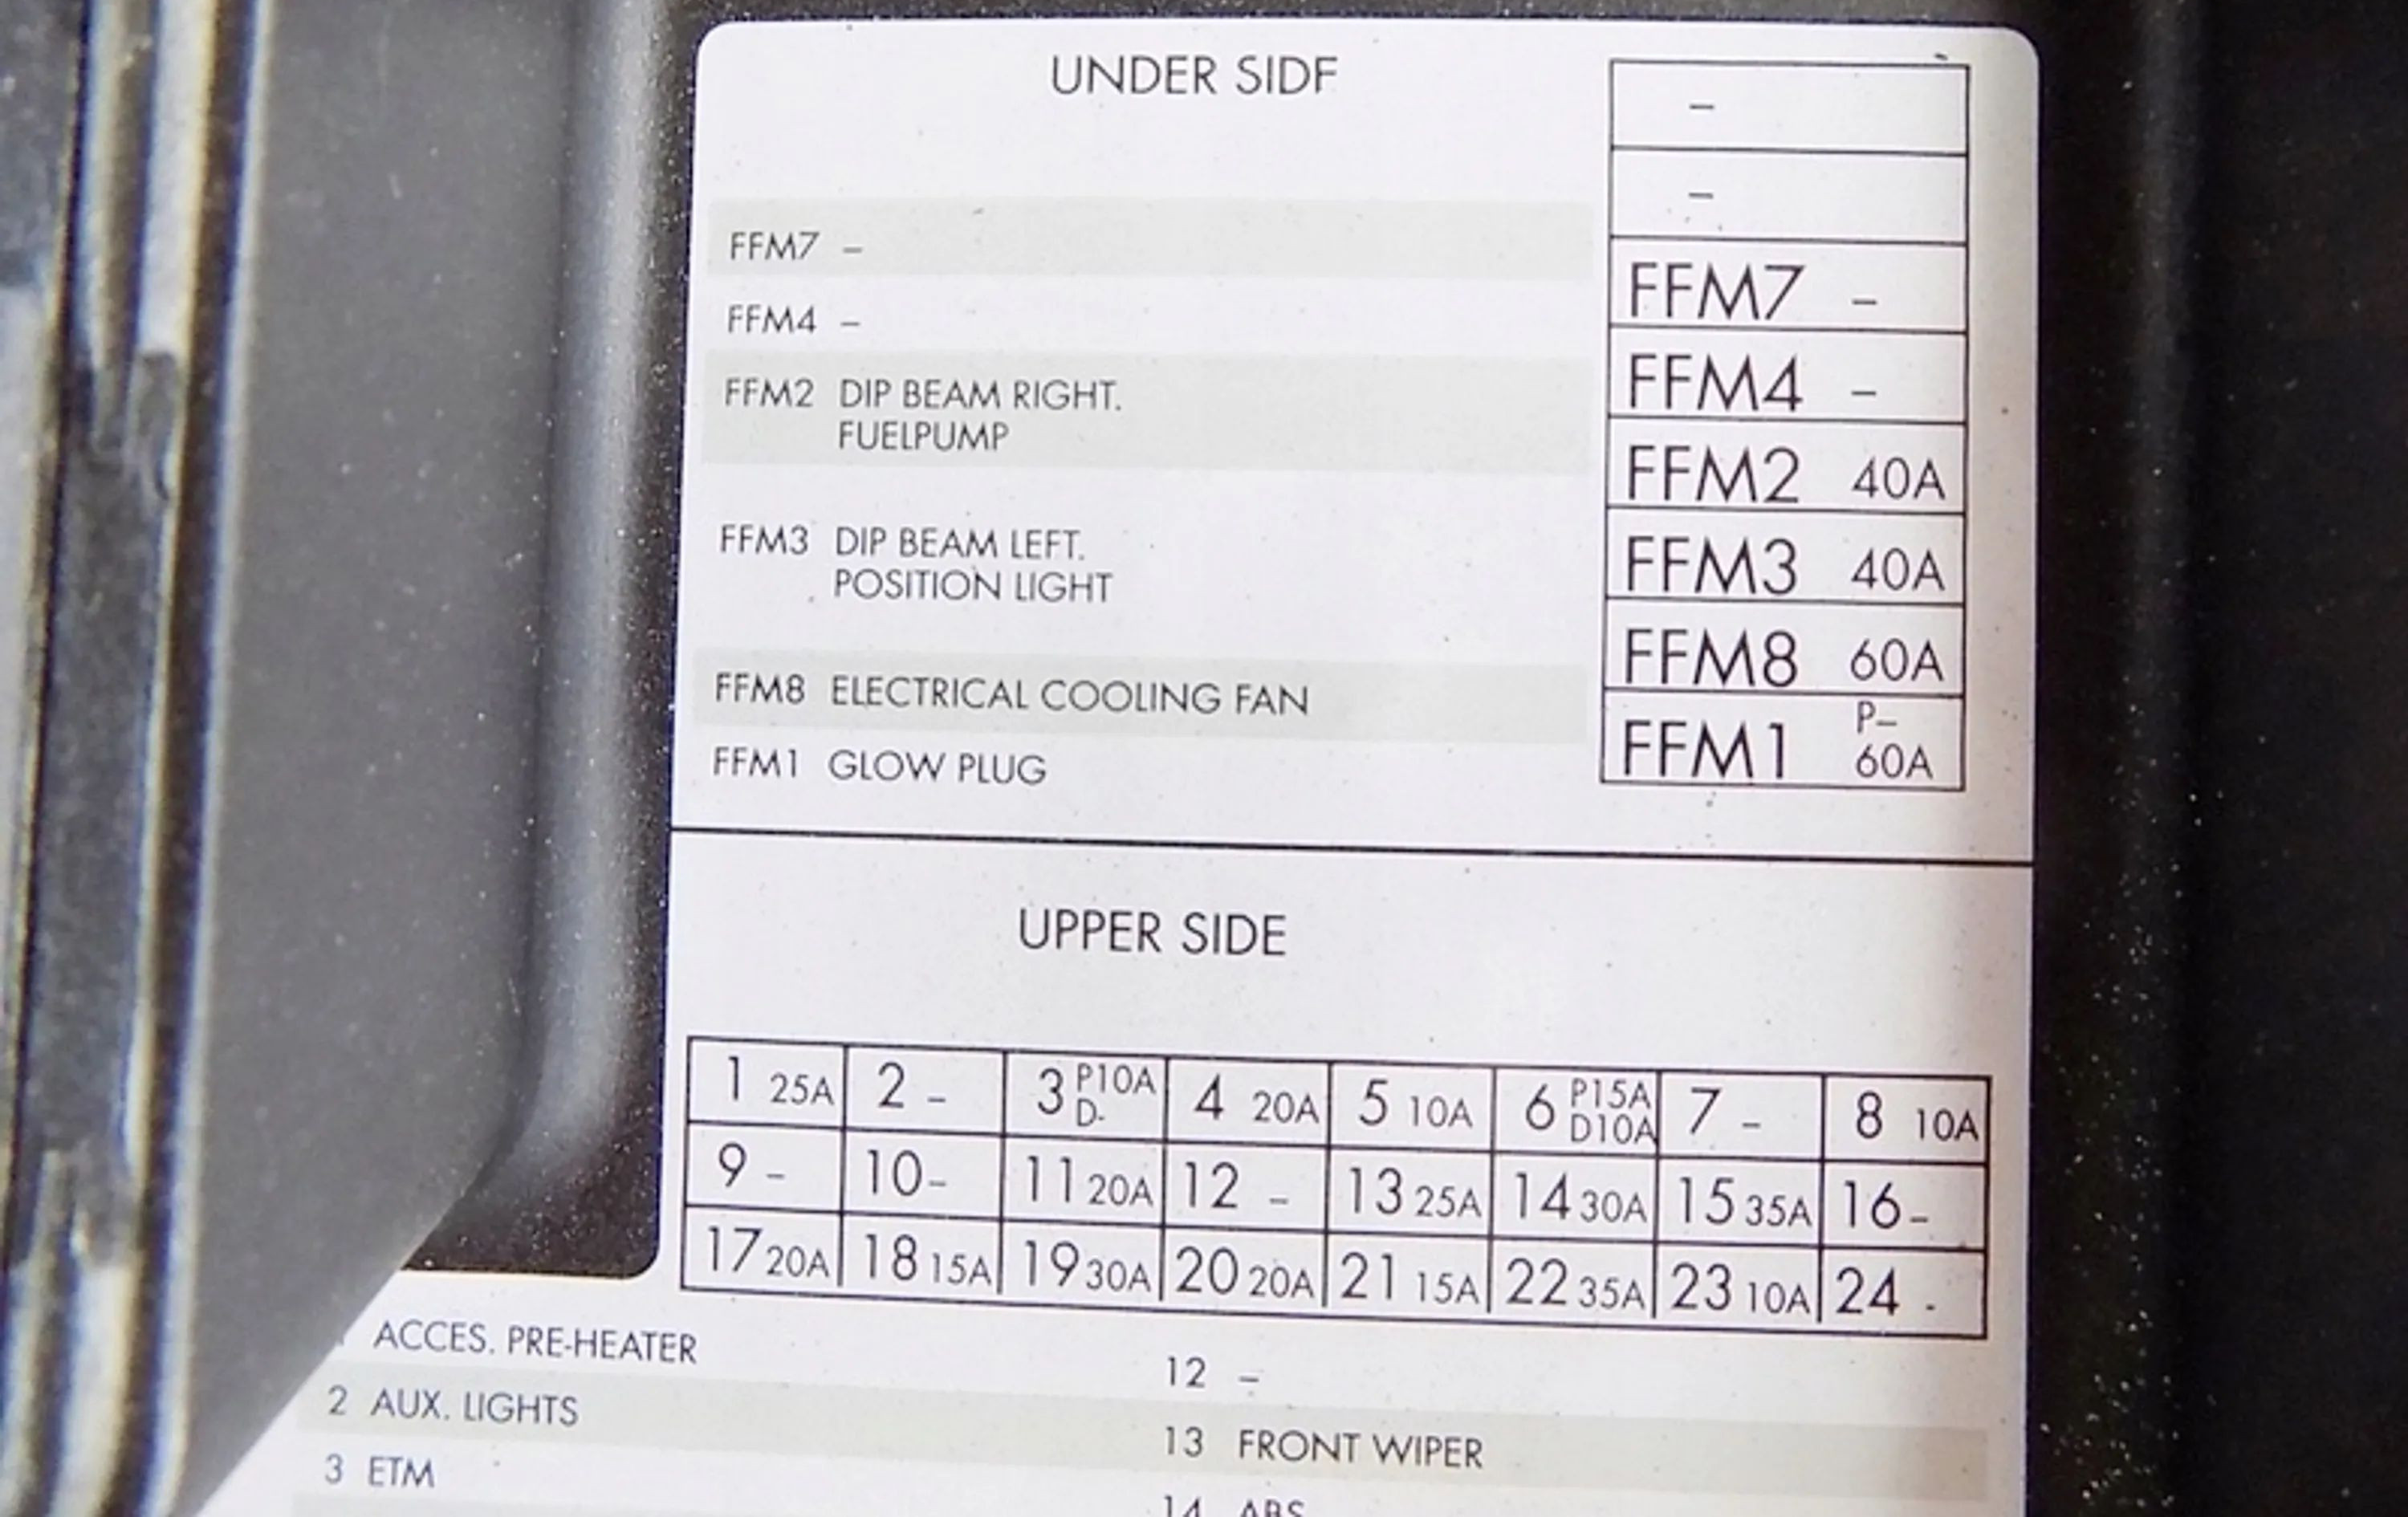 UNDER SIDF
–
–
FFM7 –
FFM7 –
FFM4 –
FFM4 –
FFM2 DIP BEAM RIGHT.
FUELPUMP
FFM2 40A
FFM3 DIP BEAM LEFT.
POSITION LIGHT
FFM3 40A
FFM8 ELECTRICAL COOLING FAN
FFM8 60A
FFM1 GLOW PLUG
FFM1 P– 60A
UPPER SIDE
1 25A 2 – 3 P10A D- 4 20A 5 10A 6 P15A D10A 7 – 8 10A
9 – 10 – 11 20A 12 – 13 25A 14 30A 15 35A 16 –
17 20A 18 15A 19 30A 20 20A 21 15A 22 35A 23 10A 24 -
ACCES. PRE-HEATER
2 AUX. LIGHTS
3 ETM
12 –
13 FRONT WIPER
14 ABS